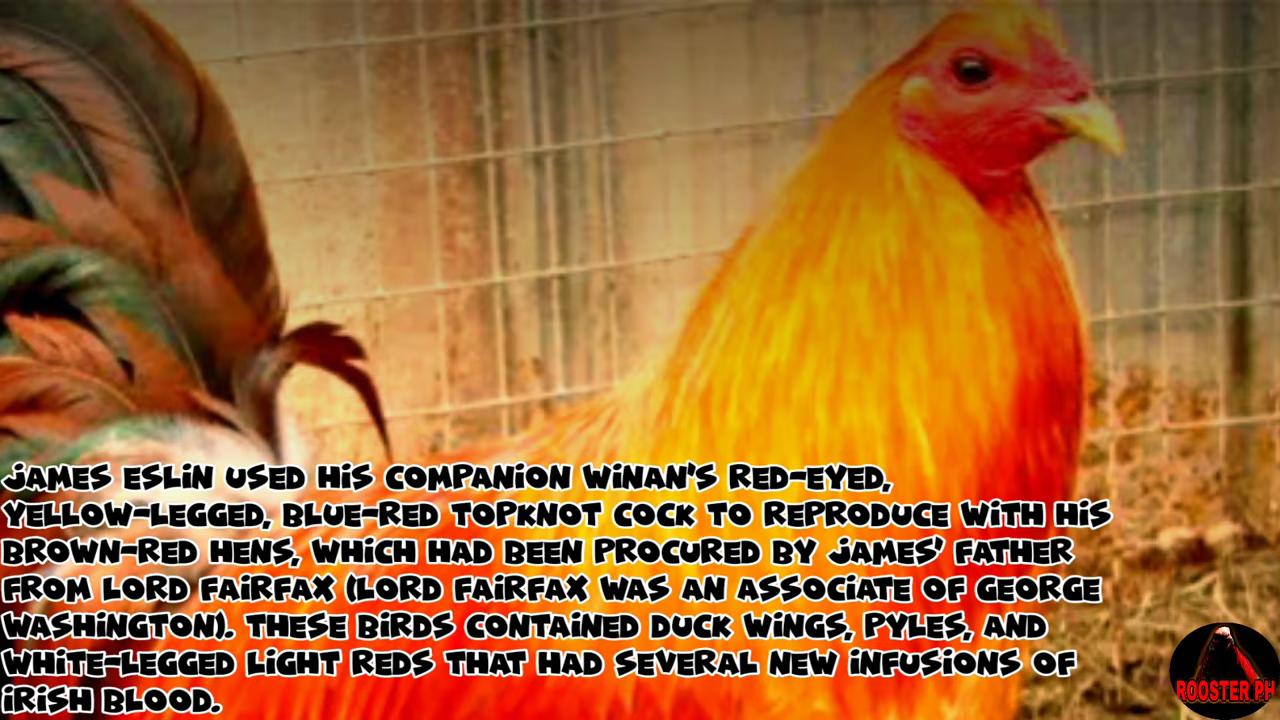 JAMES ESLIN USED HIS COMPANION WINAN'S RED-EYED,
YELLOW-LEGGED, BLUE-RED TOPKNOT COCK TO REPRODUCE WITH HIS
BROWN-RED HENS, WHICH HAD BEEN PROCURED BY JAMES' FATHER
FROM LORD FAIRFAX (LORD FAIRFAX WAS AN ASSOCIATE OF GEORGE
WASHINGTON). THESE BIRDS CONTAINED DUCK WINGS, PYLES, AND
WHITE-LEGGED LIGHT REDS THAT HAD SEVERAL NEW INFUSIONS OF
IRISH BLOOD.
ROOSTER PH